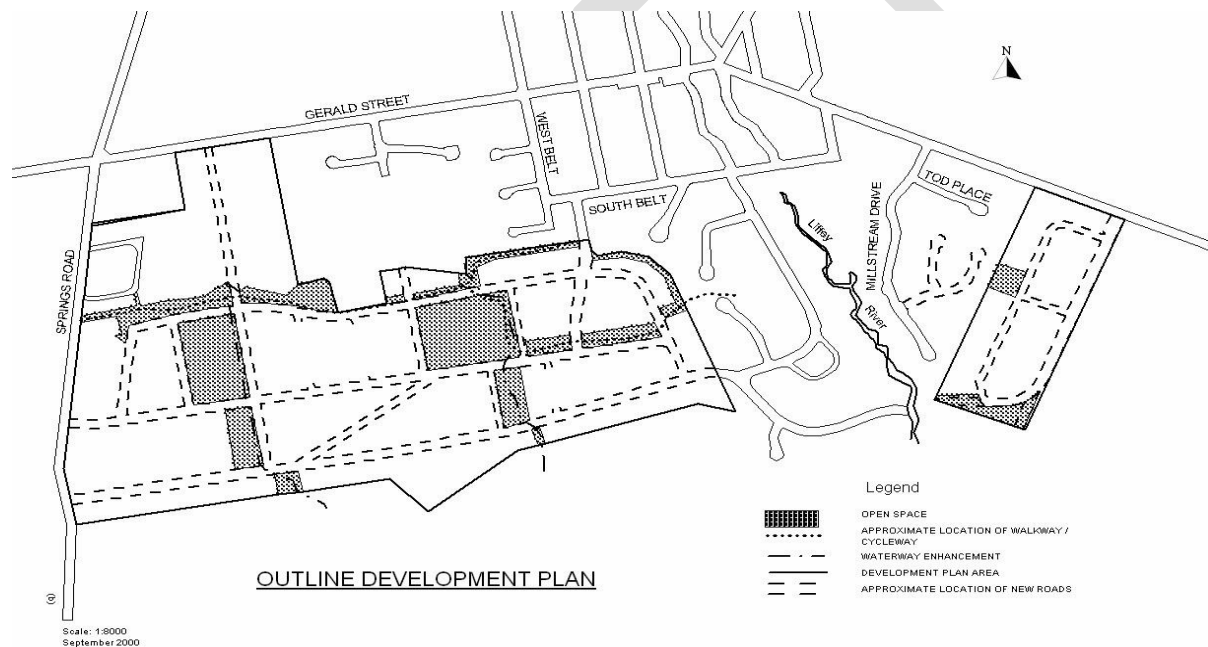 N
GERALD STREET
WEST BELT
SOUTH BELT
TOD PLACE
MILLSTREAM DRIVE
Liffey
River
SPRINGS ROAD
Legend
OPEN SPACE
APPROXIMATE LOCATION OF WALKWAY /
CYCLEWAY
WATERWAY ENHANCEMENT
DEVELOPMENT PLAN AREA
APPROXIMATE LOCATION OF NEW ROADS
OUTLINE DEVELOPMENT PLAN
Scale: 1:8000
September 2000